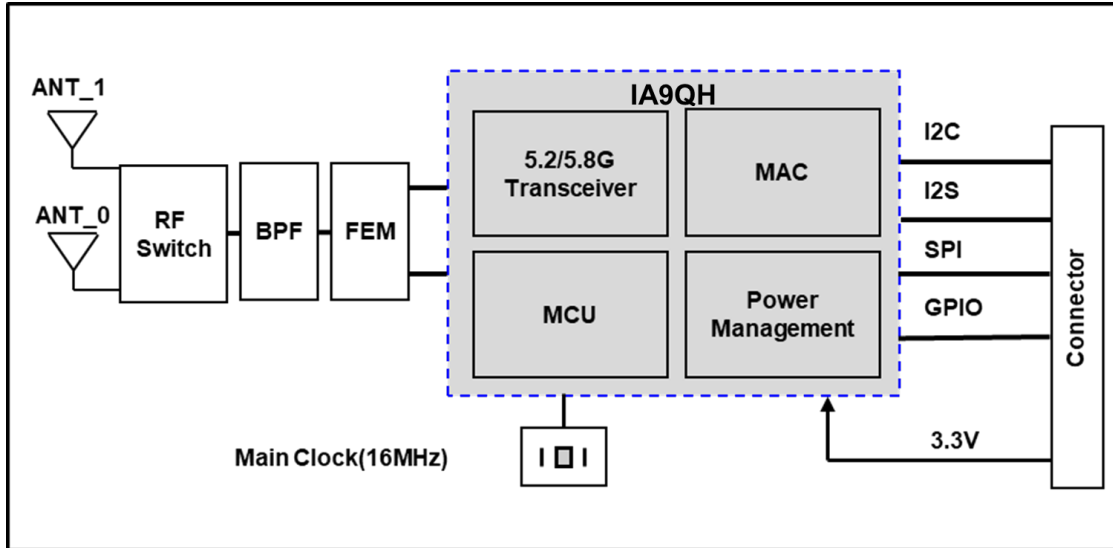 ANT_1
ANT_0
RF
Switch
BPF
FEM
IA9QH
5.2/5.8G
Transceiver
MAC
MCU
Power
Management
I2C
I2S
SPI
GPIO
3.3V
Connector
Main Clock(16MHz)